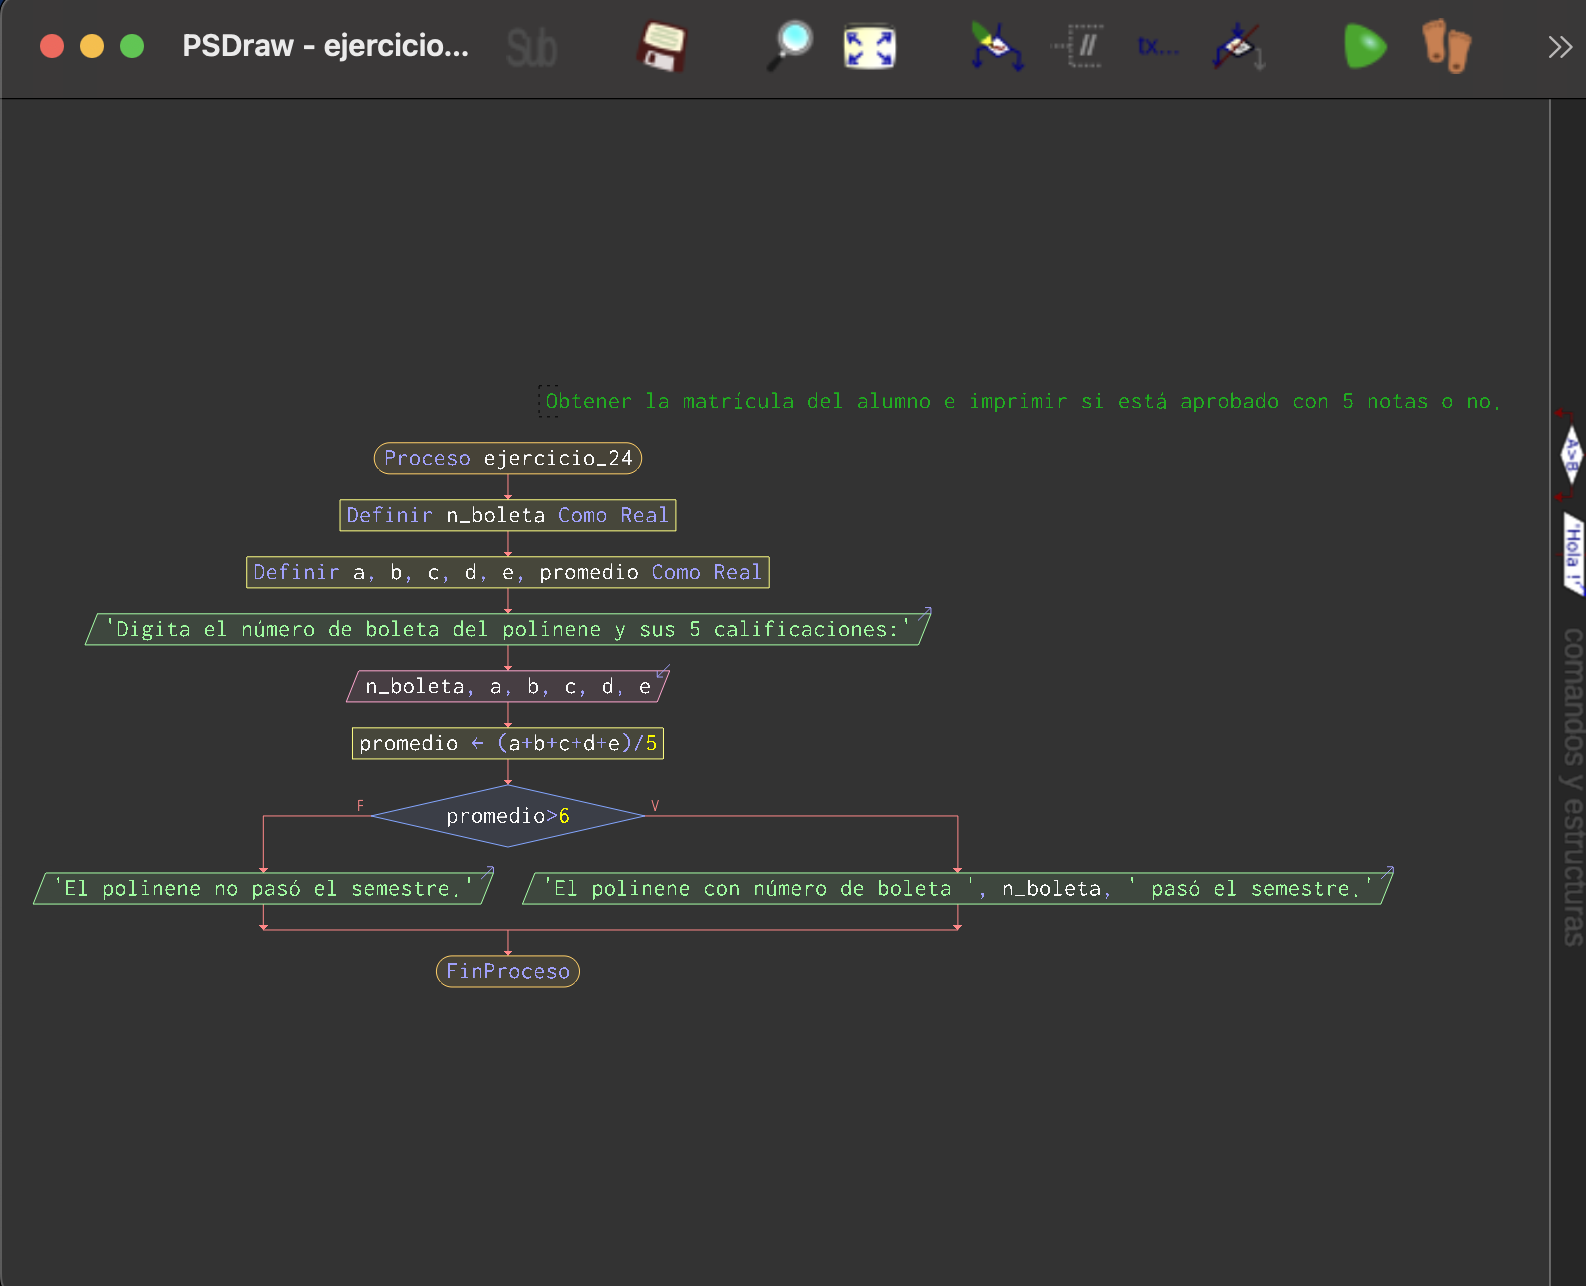 PSDraw - ejercicio...
Sub
tx...
Obtener la matrícula del alumno e imprimir si está aprobado con 5 notas o no.
Proceso ejercicio_24
Definir n_boleta Como Real
Definir a, b, c, d, e, promedio Como Real
'Digita el número de boleta del polinene y sus 5 calificaciones:'
n_boleta, a, b, c, d, e
promedio ← (a+b+c+d+e)/5
F
V
promedio>6
'El polinene no pasó el semestre.'
'El polinene con número de boleta ', n_boleta, ' pasó el semestre.'
FinProceso
A>B
"Hola !"
comandos y estructuras